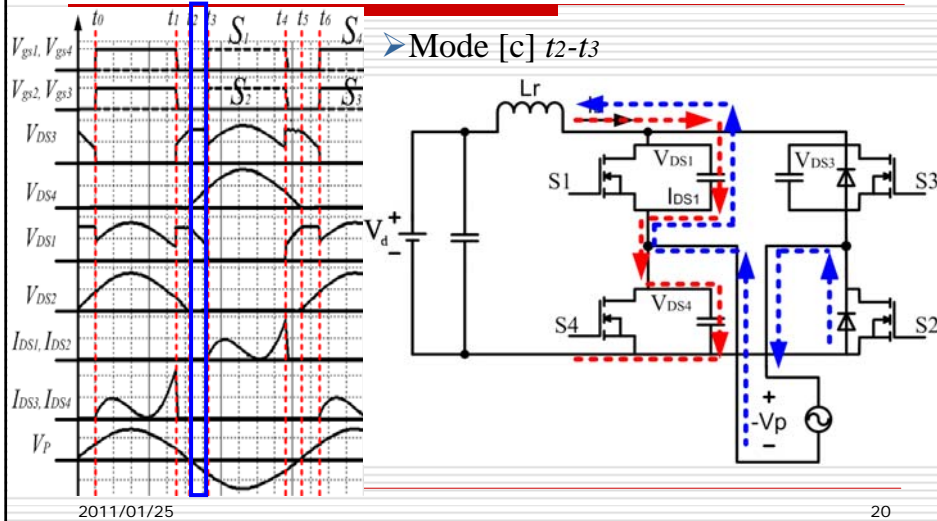 t0 t1 t2 t3 t4 t5 t6
Vgs1, Vgs4 S1 S4
Vgs2, Vgs3 S2 S3
VDS3
VDS4
VDS1
VDS2
IDS1, IDS2
IDS3, IDS4
VP
➤Mode [c] t2-t3
Lr
VDS1 VDS3
S1 S3
IDS1
Vd + −
VDS4
S4 S2
+
-Vp
−
2011/01/25 20